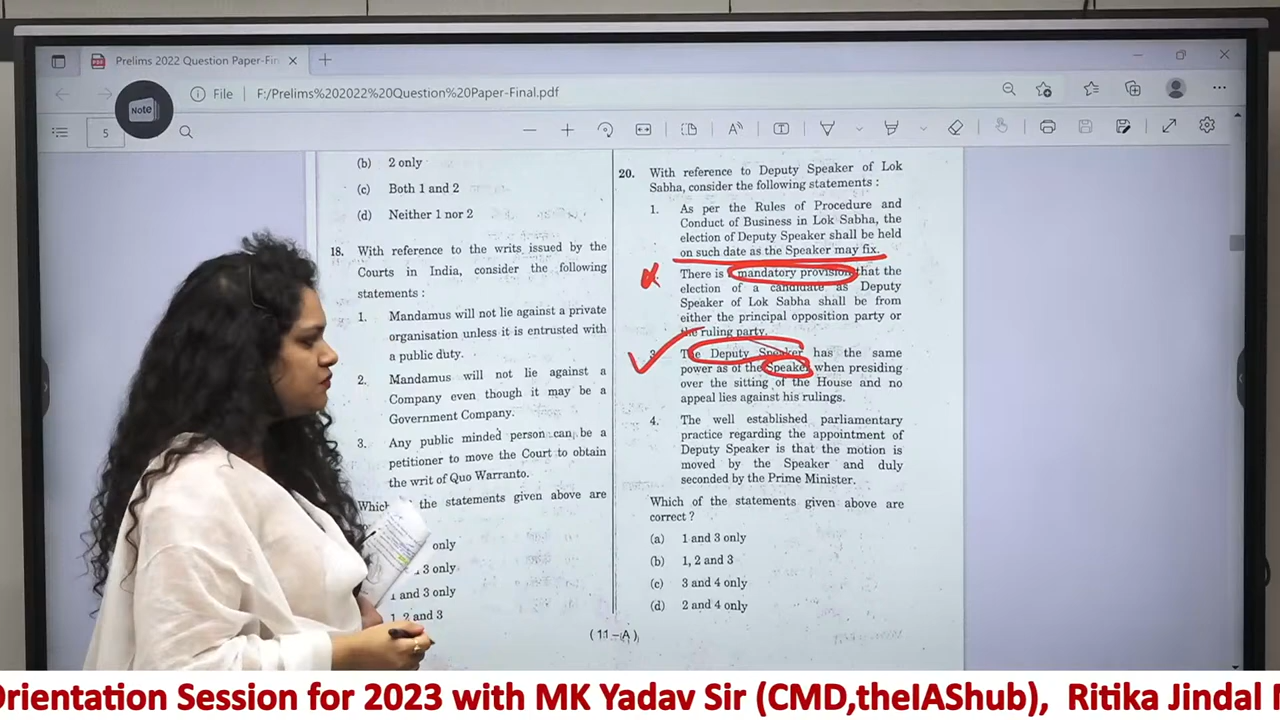 Prelims 2022 Question Paper-Fin
Note
File
F:/Prelims%202022%20Question%20Paper-Final.pdf
5
(b) 2 only
(c) Both 1 and 2
(d) Neither 1 nor 2
18. With reference to the writs issued by the
Courts in India, consider the following
statements :
1. Mandamus will not lie against a private
organisation unless it is entrusted with
a public duty.
2. Mandamus will not lie against a
Company even though it may be a
Government Company.
3. Any public minded person can be a
petitioner to move the Court to obtain
the writ of Quo Warranto.
Which the statements given above are
only
3 only
1 and 3 only
1, 2 and 3
20. With reference to Deputy Speaker of Lok
Sabha, consider the following statements :
1. As per the Rules of Procedure and
Conduct of Business in Lok Sabha, the
election of Deputy Speaker shall be held
on such date as the Speaker may fix.
There is mandatory provision that the
election of a candidate as Deputy
Speaker of Lok Sabha shall be from
either the principal opposition party or
the ruling party.
3. The Deputy Speaker has the same
power as of the Speaker when presiding
over the sitting of the House and no
appeal lies against his rulings.
4. The well established parliamentary
practice regarding the appointment of
Deputy Speaker is that the motion is
moved by the Speaker and duly
seconded by the Prime Minister.
Which of the statements given above are
correct ?
(a) 1 and 3 only
(b) 1, 2 and 3
(c) 3 and 4 only
(d) 2 and 4 only
(11–A)
Orientation Session for 2023 with MK Yadav Sir (CMD,theIAShub), Ritika Jindal